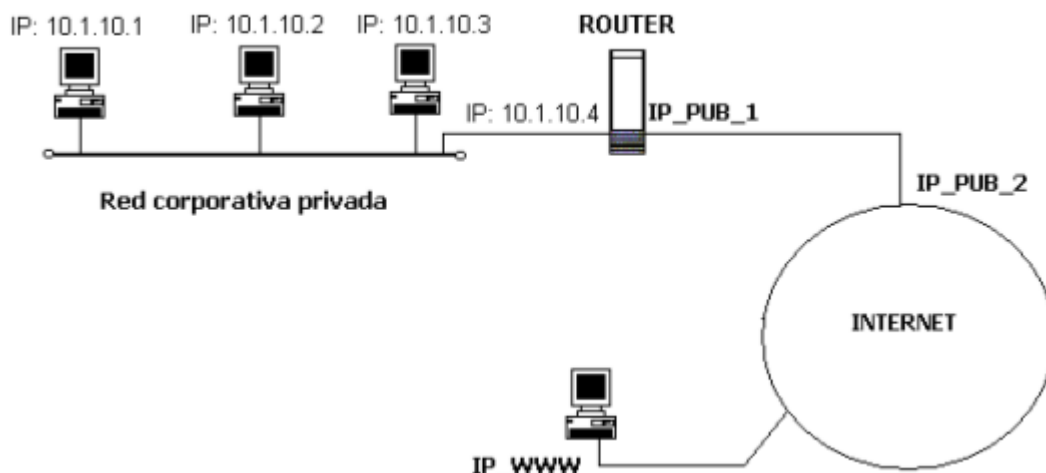 IP: 10.1.10.1
IP: 10.1.10.2
IP: 10.1.10.3
ROUTER
IP: 10.1.10.4
IP_PUB_1
Red corporativa privada
IP_PUB_2
INTERNET
IP_WWW